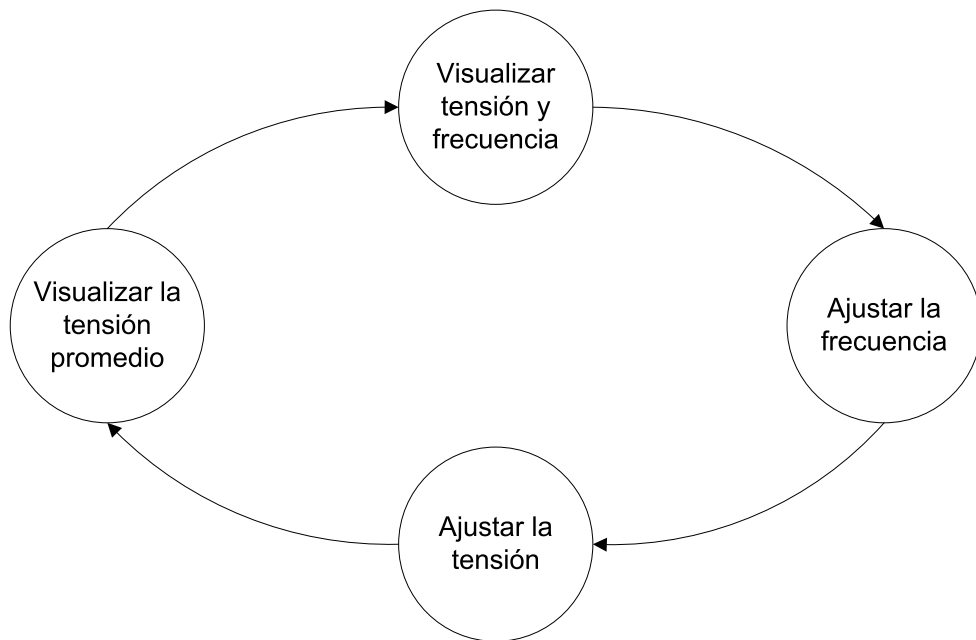 Visualizar
tensión y
frecuencia
Visualizar la
tensión
promedio
Ajustar la
frecuencia
Ajustar la
tensión